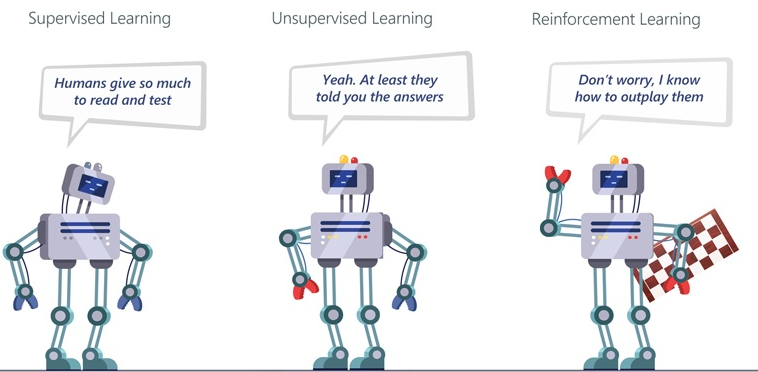 Supervised Learning
Unsupervised Learning
Reinforcement Learning
Humans give so much
to read and test
Yeah. At least they
told you the answers
Don't worry, I know
how to outplay them